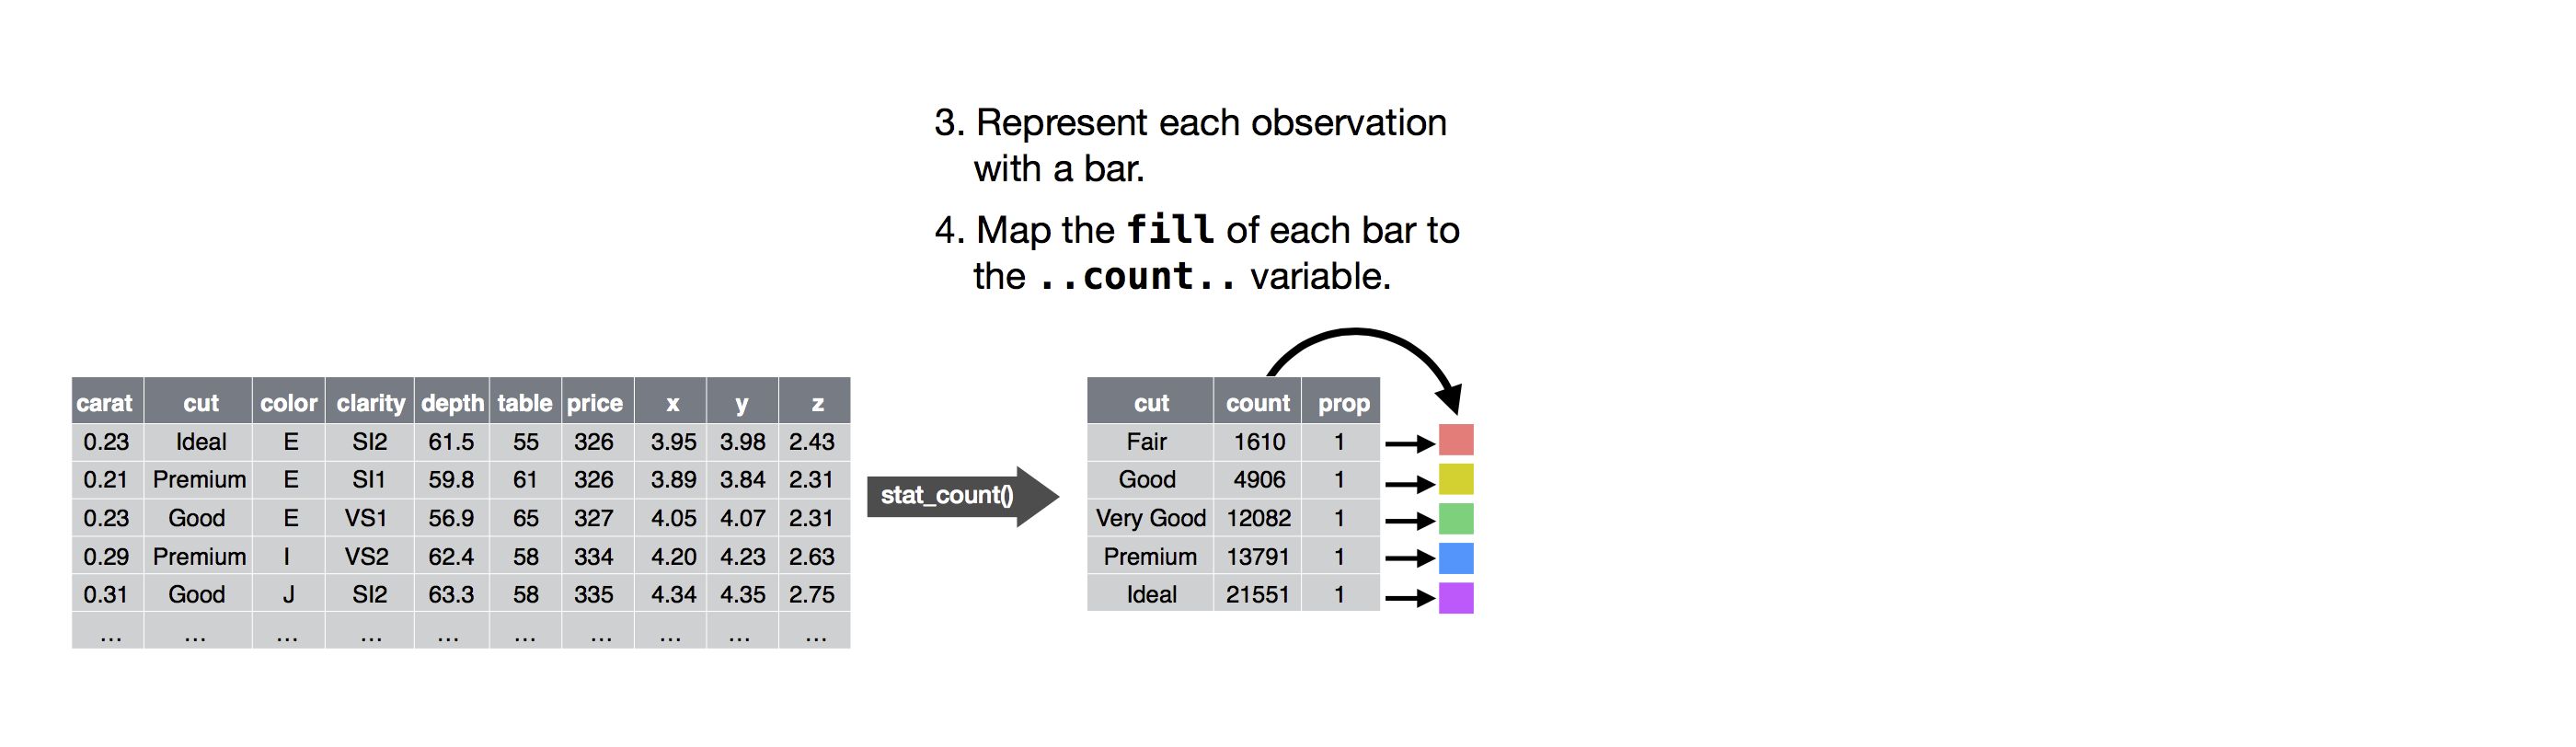 3. Represent each observation
with a bar.
4. Map the fill of each bar to
the ..count.. variable.
carat cut color clarity depth table price x y z
0.23 Ideal E SI2 61.5 55 326 3.95 3.98 2.43
0.21 Premium E SI1 59.8 61 326 3.89 3.84 2.31
0.23 Good E VS1 56.9 65 327 4.05 4.07 2.31
0.29 Premium I VS2 62.4 58 334 4.20 4.23 2.63
0.31 Good J SI2 63.3 58 335 4.34 4.35 2.75
... ... ... ... ... ... ... ... ... ...
stat_count()
cut count prop
Fair 1610 1
Good 4906 1
Very Good 12082 1
Premium 13791 1
Ideal 21551 1